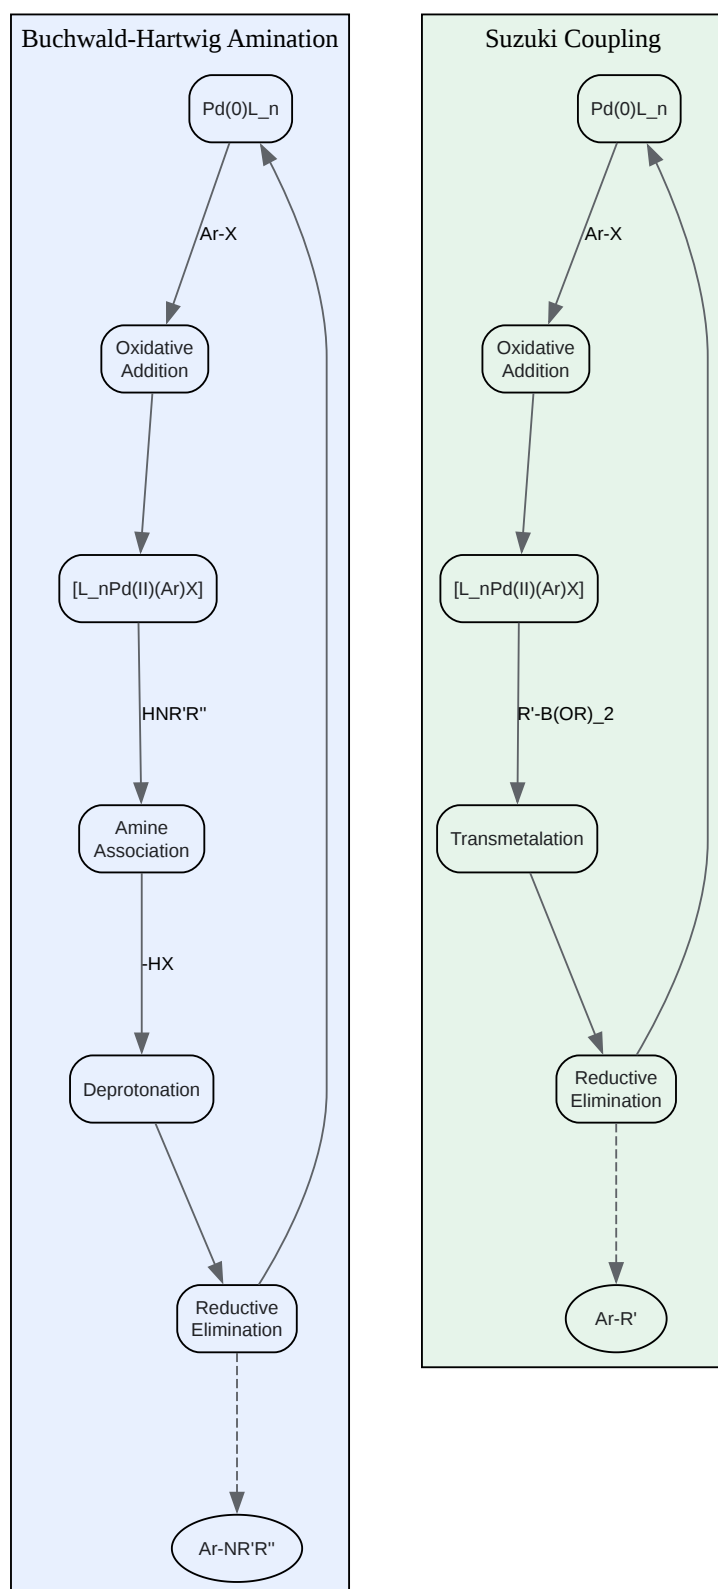 Buchwald-Hartwig Amination
Pd(0)L_n
Ar-X
Oxidative
Addition
[L_nPd(II)(Ar)X]
HNR'R''
Amine
Association
-HX
Deprotonation
Reductive
Elimination
Ar-NR'R''
Suzuki Coupling
Pd(0)L_n
Ar-X
Oxidative
Addition
[L_nPd(II)(Ar)X]
R'-B(OR)_2
Transmetalation
Reductive
Elimination
Ar-R'